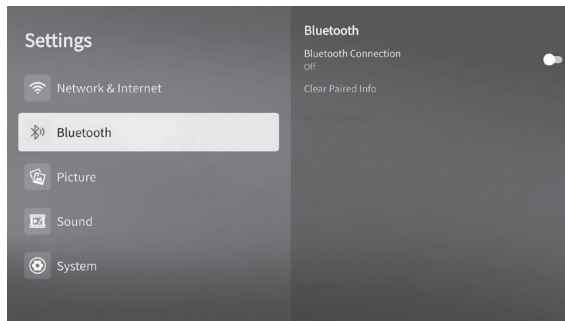 Settings
Network & Internet
Bluetooth
Picture
Sound
System
Bluetooth
Bluetooth Connection
Off
Clear Paired Info